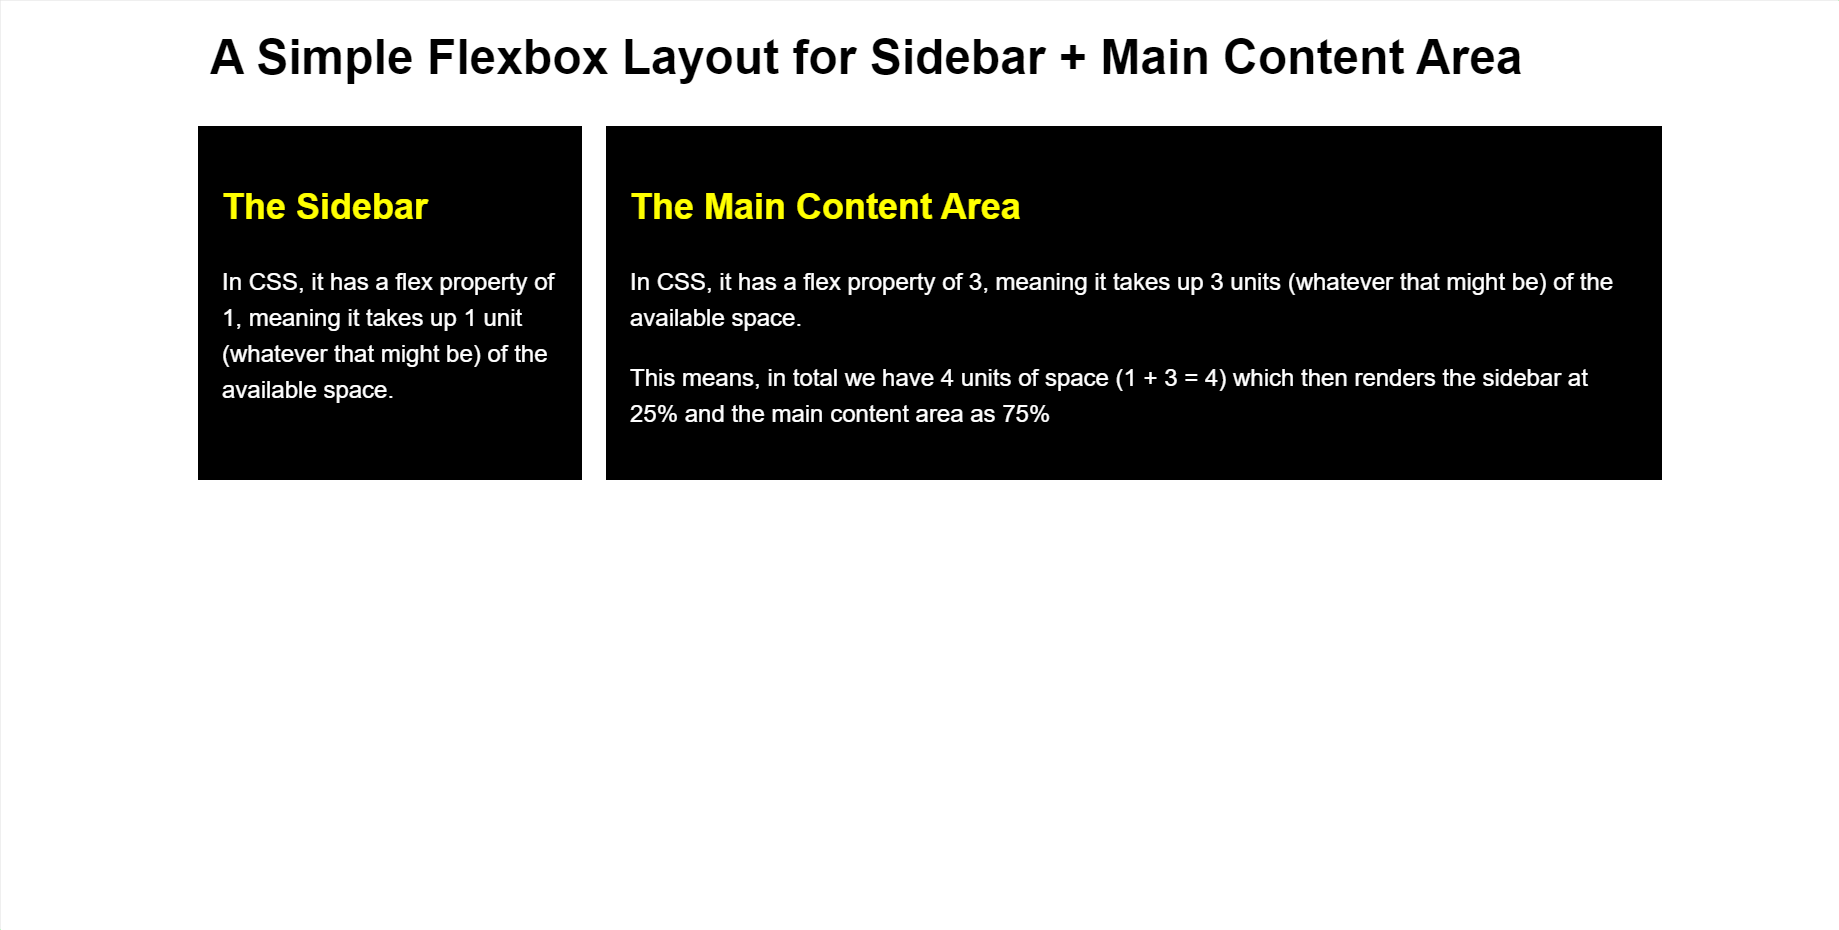 A Simple Flexbox Layout for Sidebar + Main Content Area
The Sidebar
In CSS, it has a flex property of
1, meaning it takes up 1 unit
(whatever that might be) of the
available space.
The Main Content Area
In CSS, it has a flex property of 3, meaning it takes up 3 units (whatever that might be) of the
available space.
This means, in total we have 4 units of space (1 + 3 = 4) which then renders the sidebar at
25% and the main content area as 75%